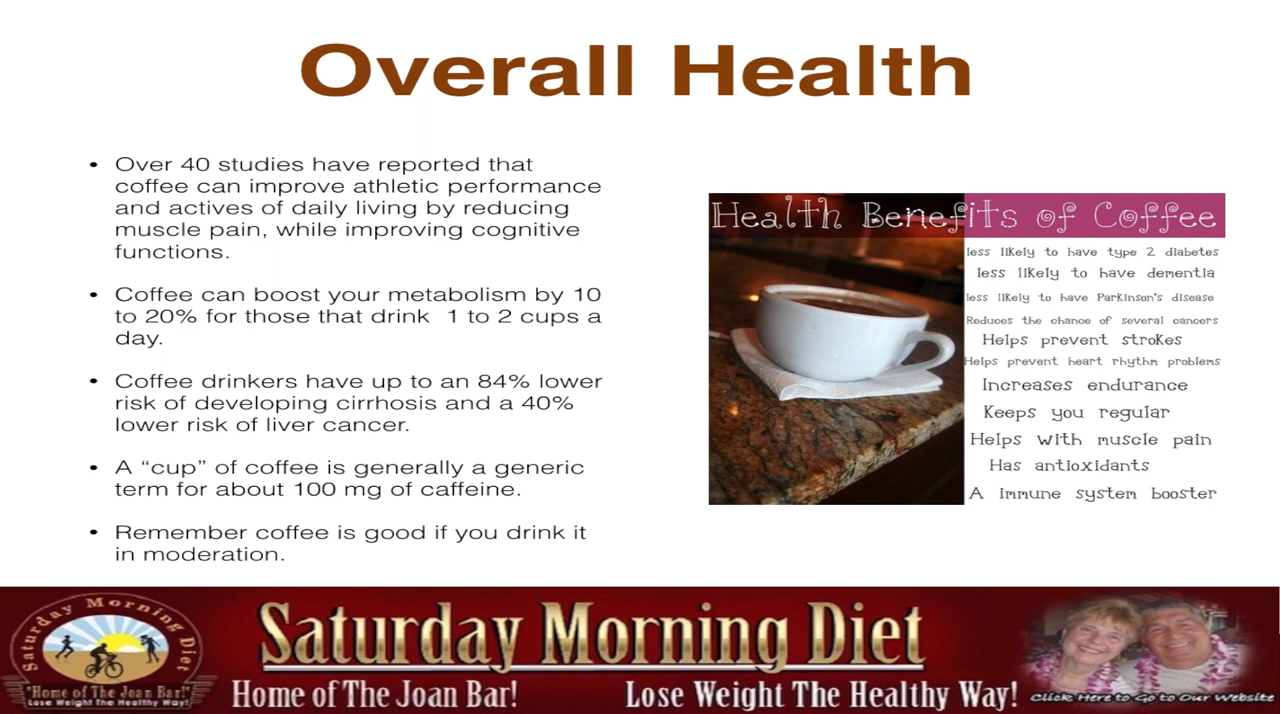 Overall Health
• Over 40 studies have reported that
coffee can improve athletic performance
and actives of daily living by reducing
muscle pain, while improving cognitive
functions.
• Coffee can boost your metabolism by 10
to 20% for those that drink 1 to 2 cups a
day.
• Coffee drinkers have up to an 84% lower
risk of developing cirrhosis and a 40%
lower risk of liver cancer.
• A “cup” of coffee is generally a generic
term for about 100 mg of caffeine.
• Remember coffee is good if you drink it
in moderation.
Health Benefits of Coffee
less likely to have type 2 diabetes
less likely to have dementia
less likely to have Parkinson's disease
Reduces the chance of several cancers
Helps prevent strokes
Helps prevent heart rhythm problems
Increases endurance
Keeps you regular
Helps with muscle pain
Has antioxidants
A immune system booster
Saturday Morning Diet
"Home of The Joan Bar!"
Lose Weight The Healthy Way!
Saturday Morning Diet
Home of The Joan Bar! Lose Weight The Healthy Way!
Click Here to Go to Our Website